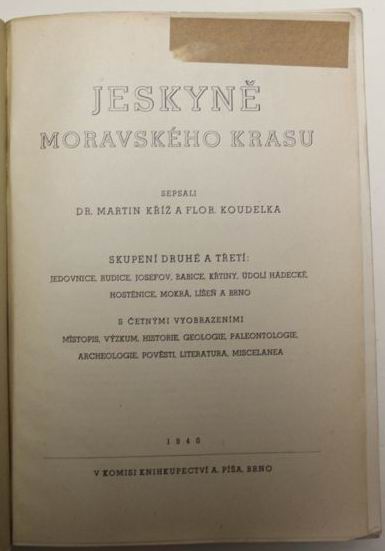 JESKYNĚ
MORAVSKÉHO KRASU
SEPSALI
DR. MARTIN KŘÍŽ A FLOR. KOUDELKA
SKUPENÍ DRUHÉ A TŘETÍ:
JEDOVNICE, RUDICE, JOSEFOV, BABICE, KŘTINY, ÚDOLÍ HÁDECKÉ,
HOSTĚNICE, MOKRÁ, LÍŠEŇ A BRNO
S ČETNÝMI VYOBRAZENÍMI
MÍSTOPIS, VÝZKUM, HISTORIE, GEOLOGIE, PALEONTOLOGIE,
ARCHEOLOGIE, POVĚSTI, LITERATURA, MISCELANEA
1940
V KOMISI KNIHKUPECTVÍ A. PÍŠA, BRNO